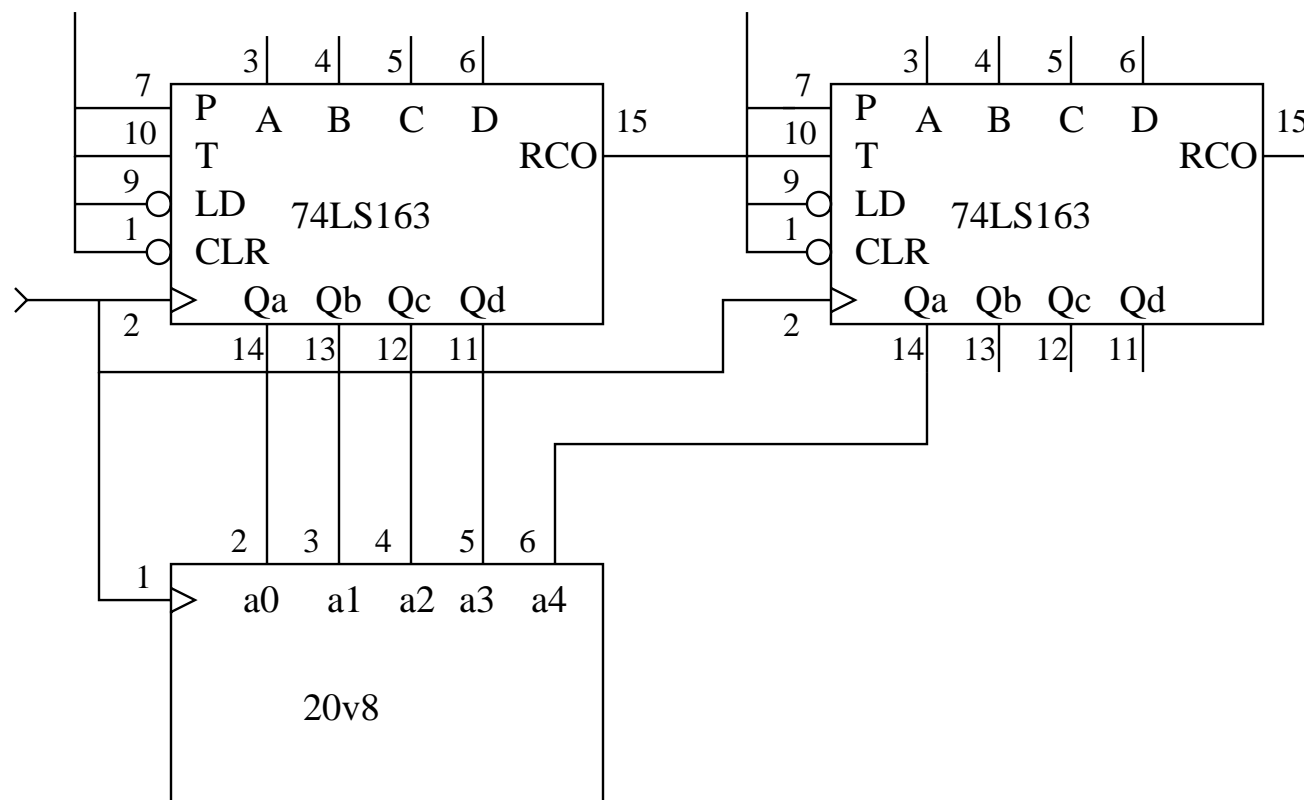 3 4 5 6 3 4 5 6
7 P A B C D 15 7 P A B C D 15
10 T RCO 10 T RCO
9 LD 74LS163 9 LD 74LS163
1 CLR 1 CLR
Qa Qb Qc Qd Qa Qb Qc Qd
2 14 13 12 11 2 14 13 12 11
2 3 4 5 6
1 a0 a1 a2 a3 a4
20v8